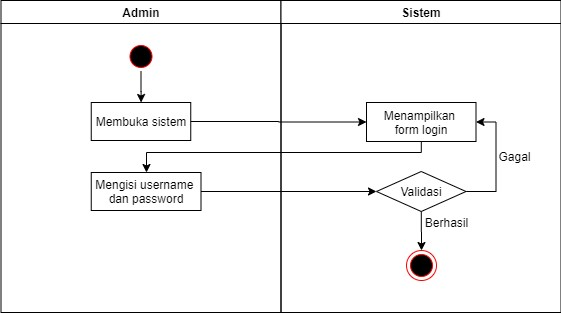 Admin
Sistem
Membuka sistem
Menampilkan
form login
Gagal
Mengisi username
dan password
Validasi
Berhasil